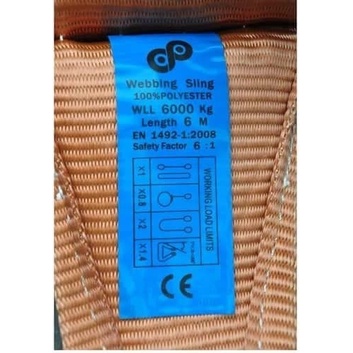 Webbing Sling
100%POLYESTER
WLL 6000 Kg
Length 6 M
EN 1492-1:2008
Safety Factor 6:1
WORKING LOAD LIMITS
X1
X0.8
X2
X1.4
CE